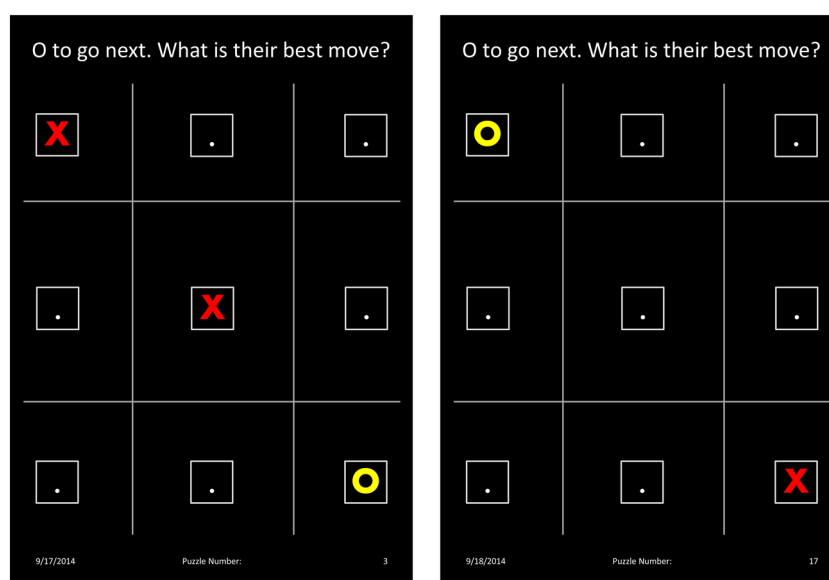 O to go next. What is their best move?
X . .
. X .
. . O
9/17/2014 Puzzle Number: 3
O to go next. What is their best move?
O . .
. . .
. . X
9/18/2014 Puzzle Number: 17